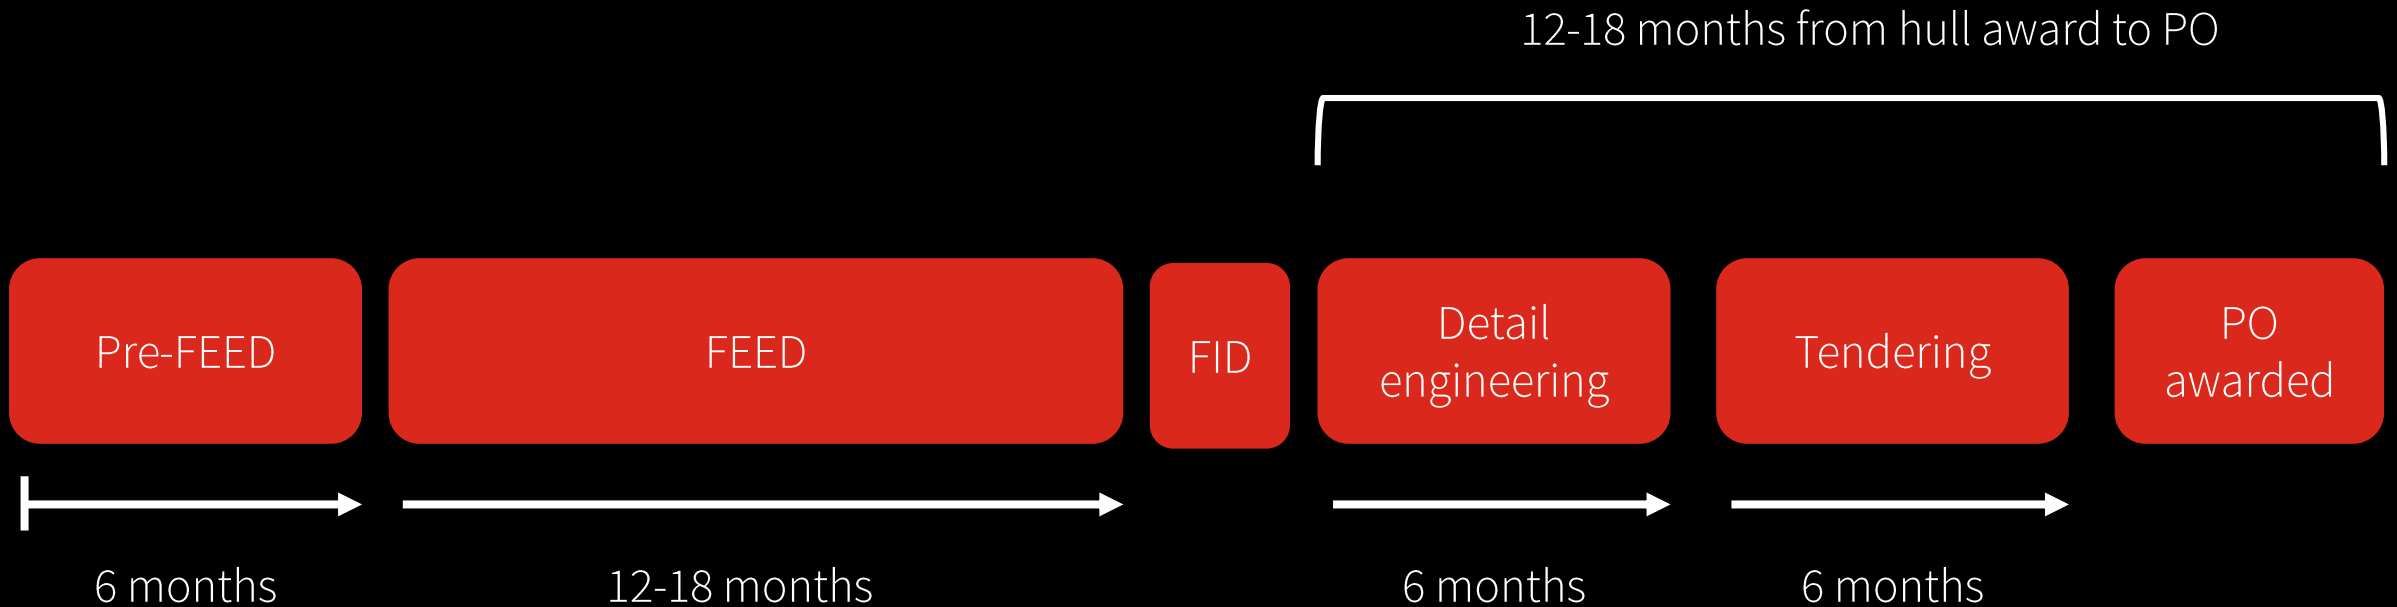 12-18 months from hull award to PO
Pre-FEED
FEED
FID
Detail
engineering
Tendering
PO
awarded
6 months
12-18 months
6 months
6 months